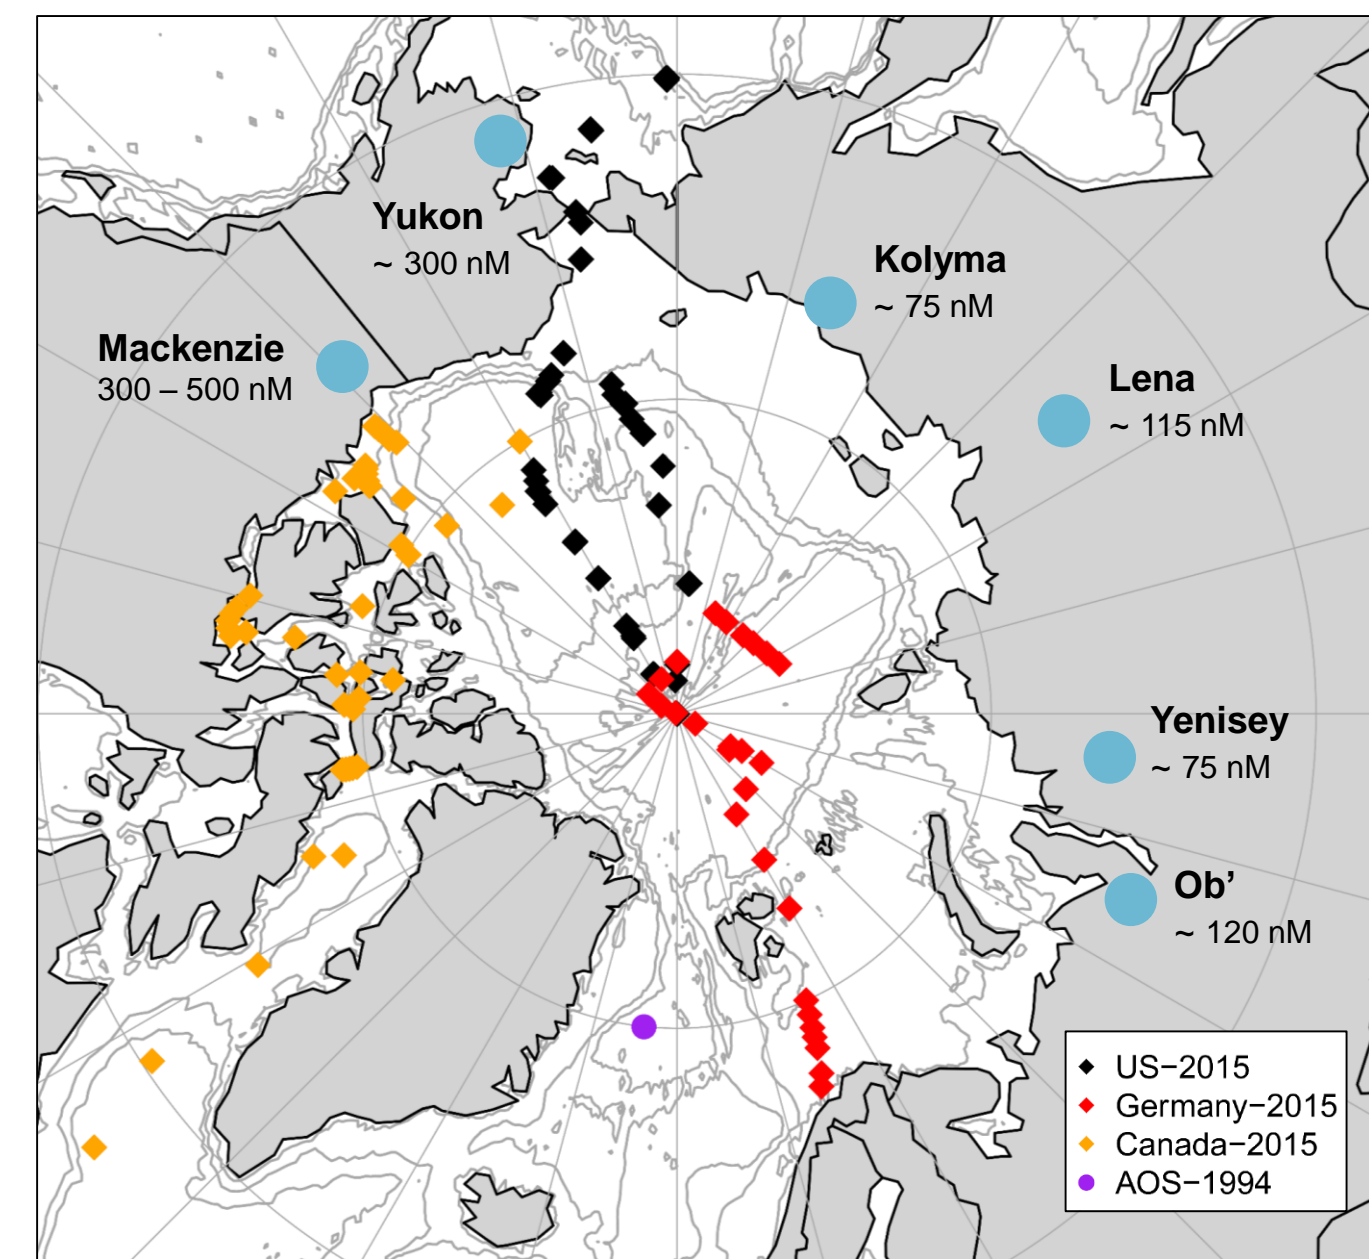 Yukon
~ 300 nM
Kolyma
~ 75 nM
Mackenzie
300 – 500 nM
Lena
~ 115 nM
Yenisey
~ 75 nM
Ob’
~ 120 nM
US−2015
Germany−2015
Canada−2015
AOS−1994